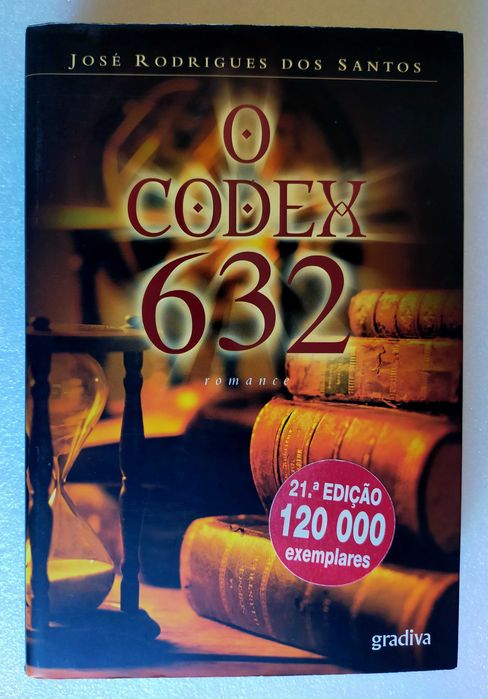 JOSÉ RODRIGUES DOS SANTOS
O
CODEX
632
romance
21.ª EDIÇÃO
120 000
exemplares
gradiva